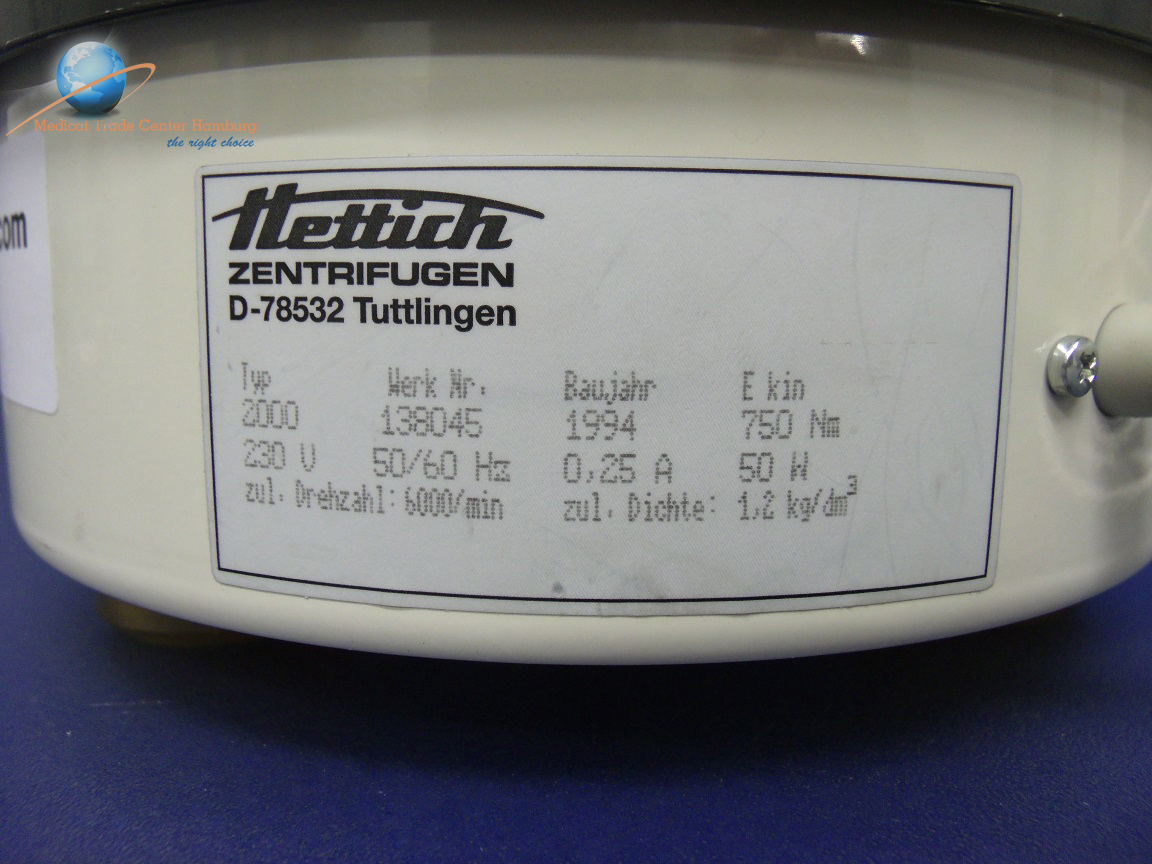 Medical Trade Center Humburg
the right choice
com
Hettich
ZENTRIFUGEN
D-78532 Tuttlingen
Typ Werk Nr. Baujahr E kin
2000 138045 1994 750 Nm
230 V 50/60 Hz 0,25 A 50 W
zul. Drehzahl: 6000/min zul. Dichte: 1,2 kg/dm³